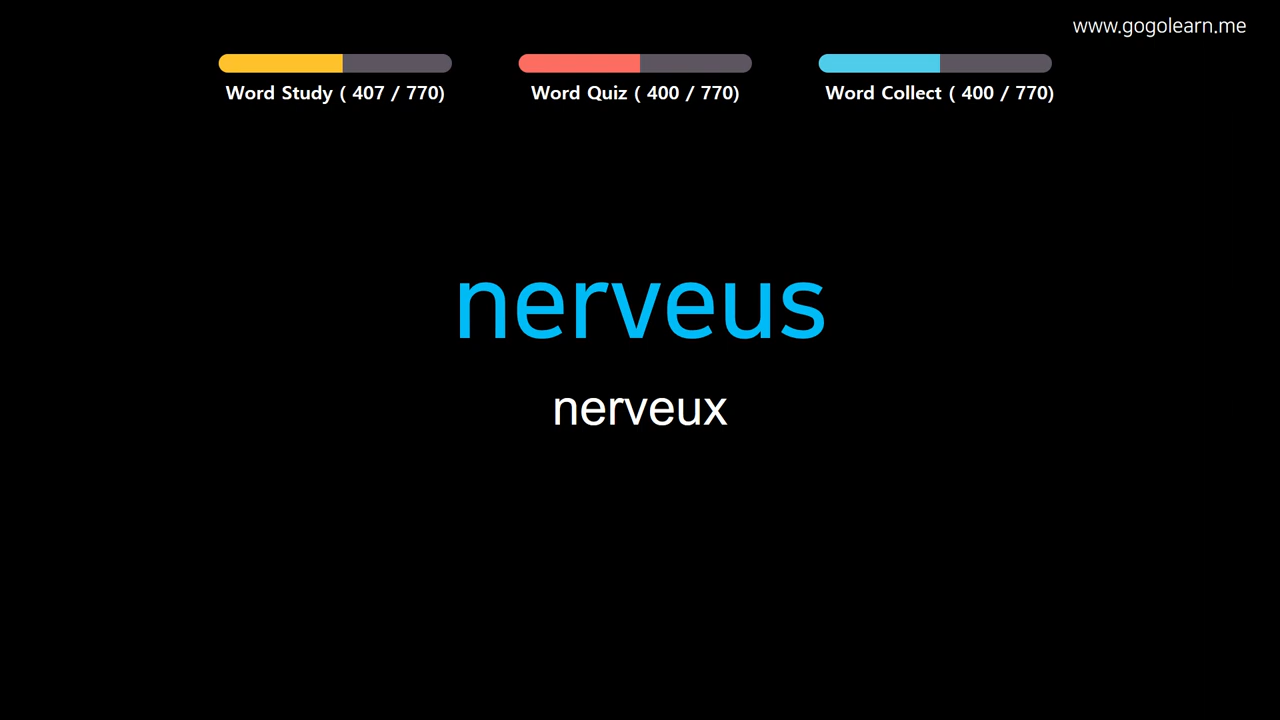 www.gogolearn.me
Word Study ( 407 / 770)
Word Quiz ( 400 / 770)
Word Collect ( 400 / 770)
nerveus
nerveux